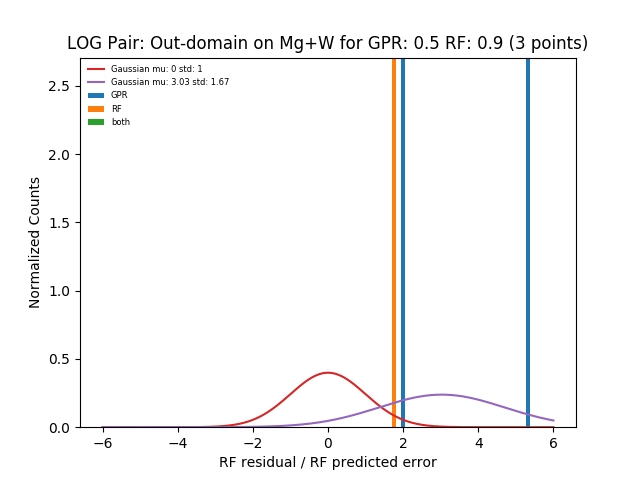 LOG Pair: Out-domain on Mg+W for GPR: 0.5 RF: 0.9 (3 points)
Gaussian mu: 0 std: 1
Gaussian mu: 3.03 std: 1.67
GPR
RF
both
2.5
2.0
1.5
1.0
0.5
0.0
Normalized Counts
−6 −4 −2 0 2 4 6
RF residual / RF predicted error